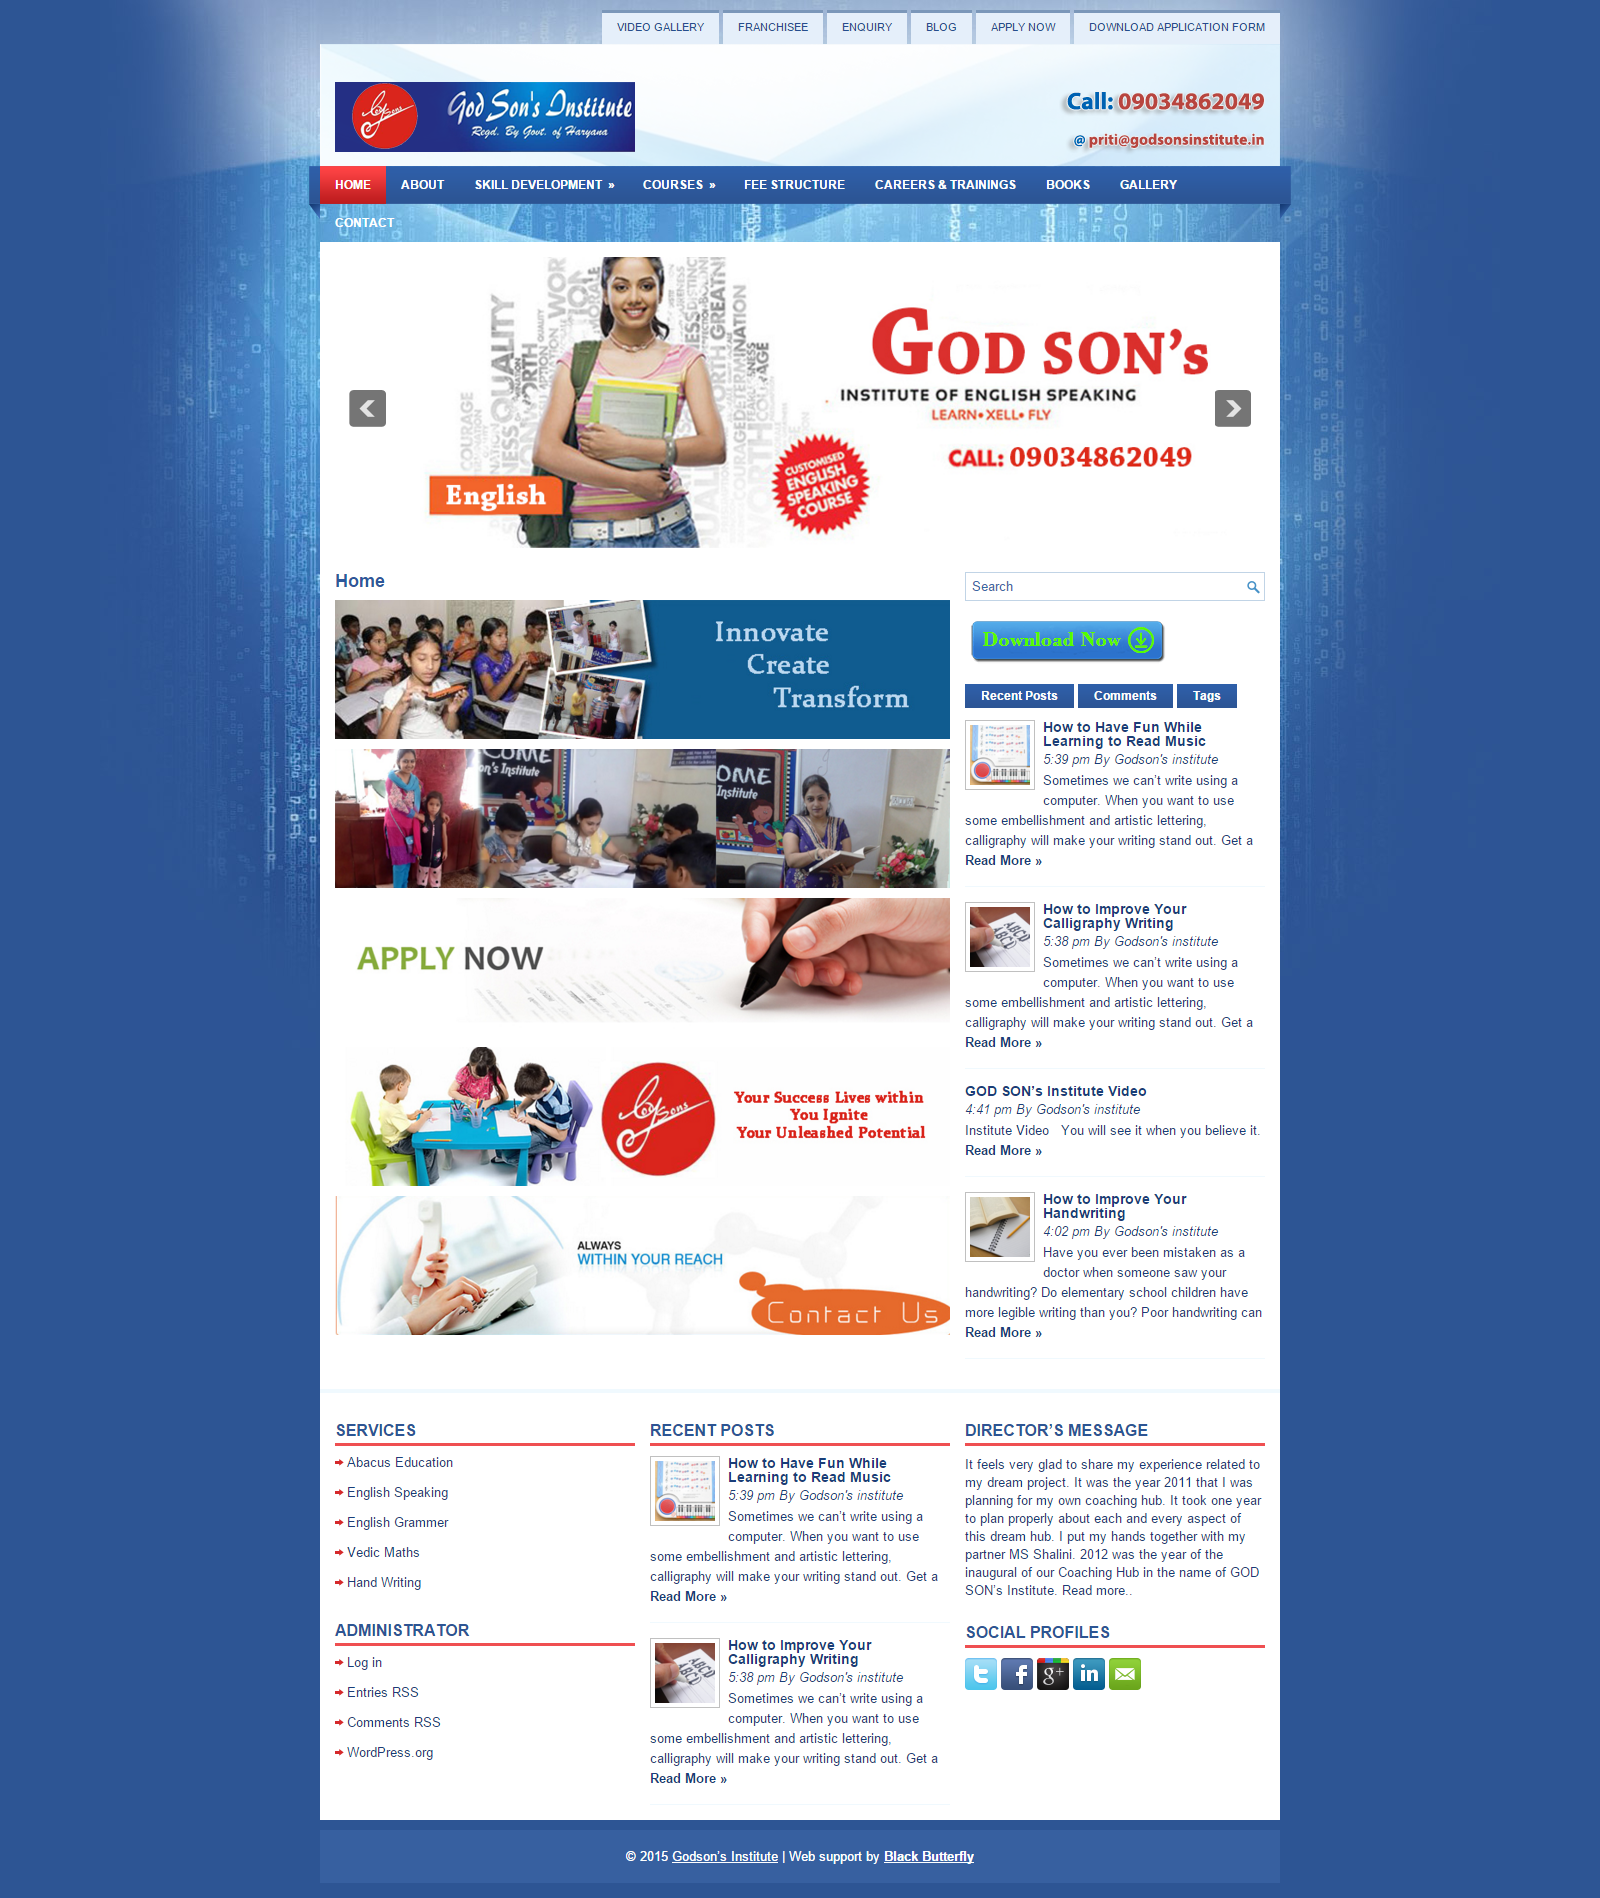 VIDEO GALLERY
FRANCHISEE
ENQUIRY
BLOG
APPLY NOW
DOWNLOAD APPLICATION FORM
God Sons
God Son's Institute
Regd. By Govt. of Haryana
Call: 09034862049
@ priti@godsonsinstitute.in
HOME
ABOUT
SKILL DEVELOPMENT »
COURSES »
FEE STRUCTURE
CAREERS & TRAININGS
BOOKS
GALLERY
CONTACT
GOD SON's
INSTITUTE OF ENGLISH SPEAKING
LEARN•XELL•FLY
CALL: 09034862049
CUSTOMISED
ENGLISH
SPEAKING
COURSE
English
Home
Innovate
Create
Transform
APPLY NOW
God Sons
Your Success Lives within
You Ignite
Your Unleashed Potential
ALWAYS
WITHIN YOUR REACH
Contact Us
Search
Download Now
Recent Posts
Comments
Tags
How to Have Fun While
Learning to Read Music
5:39 pm By Godson's institute
Sometimes we can't write using a
computer. When you want to use
some embellishment and artistic lettering,
calligraphy will make your writing stand out. Get a
Read More »
How to Improve Your
Calligraphy Writing
5:38 pm By Godson's institute
Sometimes we can't write using a
computer. When you want to use
some embellishment and artistic lettering,
calligraphy will make your writing stand out. Get a
Read More »
GOD SON's Institute Video
4:41 pm By Godson's institute
Institute Video   You will see it when you believe it.
Read More »
How to Improve Your
Handwriting
4:02 pm By Godson's institute
Have you ever been mistaken as a
doctor when someone saw your
handwriting? Do elementary school children have
more legible writing than you? Poor handwriting can
Read More »
SERVICES
Abacus Education
English Speaking
English Grammer
Vedic Maths
Hand Writing
ADMINISTRATOR
Log in
Entries RSS
Comments RSS
WordPress.org
RECENT POSTS
How to Have Fun While
Learning to Read Music
5:39 pm By Godson's institute
Sometimes we can't write using a
computer. When you want to use
some embellishment and artistic lettering,
calligraphy will make your writing stand out. Get a
Read More »
How to Improve Your
Calligraphy Writing
5:38 pm By Godson's institute
Sometimes we can't write using a
computer. When you want to use
some embellishment and artistic lettering,
calligraphy will make your writing stand out. Get a
Read More »
DIRECTOR'S MESSAGE
It feels very glad to share my experience related to
my dream project. It was the year 2011 that I was
planning for my own coaching hub. It took one year
to plan properly about each and every aspect of
this dream hub. I put my hands together with my
partner MS Shalini. 2012 was the year of the
inaugural of our Coaching Hub in the name of GOD
SON's Institute. Read more..
SOCIAL PROFILES
© 2015 Godson's Institute | Web support by Black Butterfly